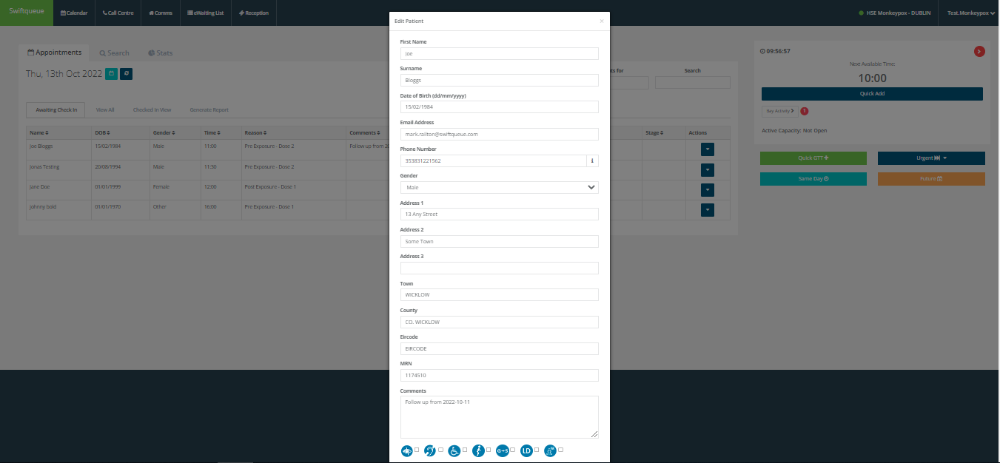 Swiftqueue
Calendar
Call Centre
Comms
eWaiting List
Reception
HSE Monkeypox - DUBLIN
Test.Monkeypox
Appointments
Search
Stats
Thu, 13th Oct 2022
ts for
Search
Awaiting Check In
View All
Checked In View
Generate Report
Name DOB Gender Time Reason Comments Stage Actions
Joe Bloggs 15/02/1984 Male 11:00 Pre Exposure - Dose 2 Follow up from 20
Jonas Testing 20/08/1994 Male 11:30 Pre Exposure - Dose 2
Jane Doe 01/01/1999 Female 12:00 Post Exposure - Dose 1
johnny bold 01/01/1970 Other 16:00 Pre Exposure - Dose 1
Edit Patient ×
First Name
Joe
Surname
Bloggs
Date of Birth (dd/mm/yyyy)
15/02/1984
Email Address
mark.railton@swiftqueue.com
Phone Number
353831221562
i
Gender
Male
Address 1
13 Any Street
Address 2
Some Town
Address 3
Town
WICKLOW
County
CO. WICKLOW
Eircode
EIRCODE
MRN
1174510
Comments
Follow up from 2022-10-11
G+S
LD
09:56:57
Next Available Time:
10:00
Quick Add
Bay Activity
1
Active Capacity: Not Open
Quick GTT
Urgent
Same Day
Future